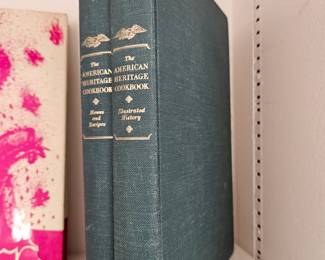 The
AMERICAN
HERITAGE
COOKBOOK
Menus
and
Recipes
The
AMERICAN
HERITAGE
COOKBOOK
Illustrated
History